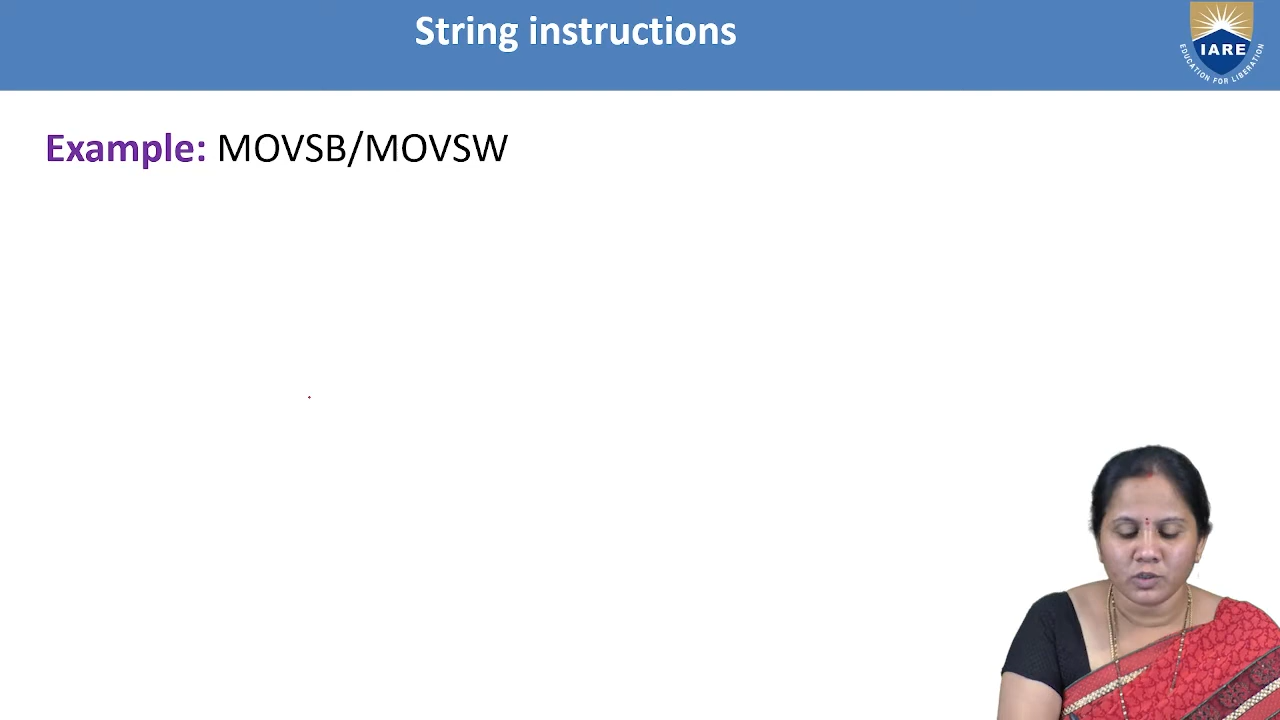 String instructions
IARE
EDUCATION FOR LIBERATION
Example: MOVSB/MOVSW